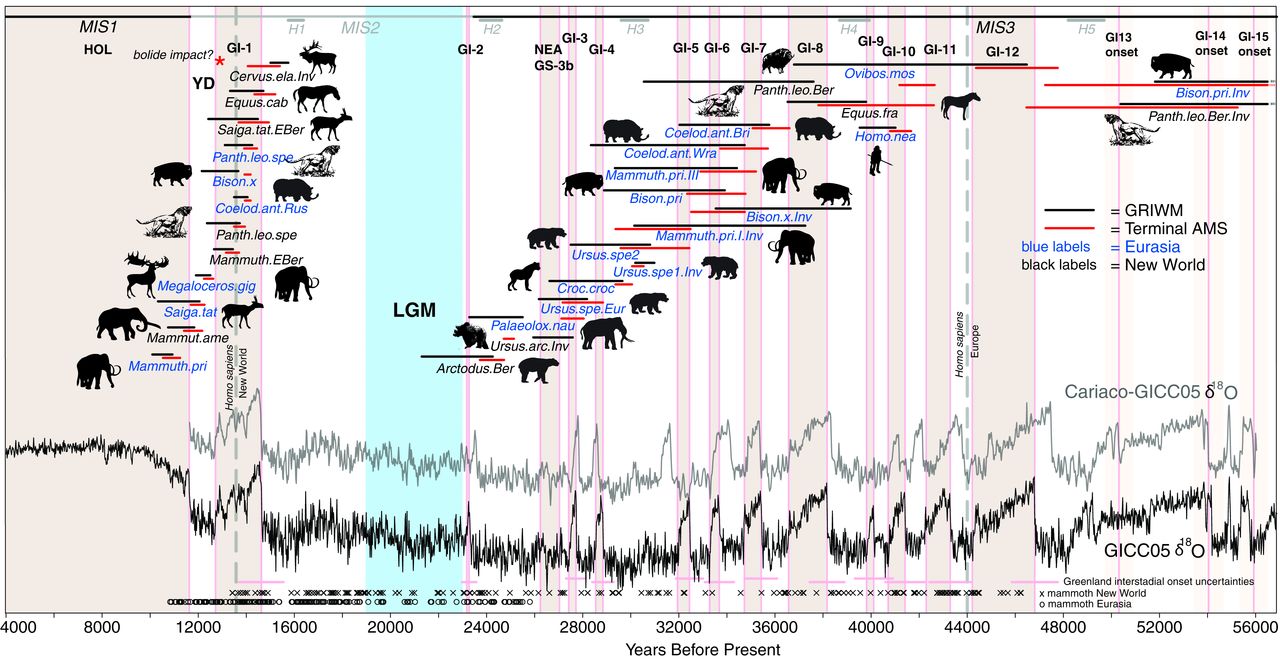 MIS1
H1
MIS2
H2
H3
H4
MIS3
H5
HOL
bolide impact?
*
GI-1
YD
GI-2
NEA
GS-3b
GI-3
GI-4
GI-5
GI-6
GI-7
GI-8
GI-9
GI-10
GI-11
GI-12
GI13
onset
GI-14
onset
GI-15
onset
Cervus.ela.Inv
Equus.cab
Saiga.tat.EBer
Panth.leo.spe
Bison.x
Coelod.ant.Rus
Panth.leo.spe
Mammuth.EBer
Megaloceros.gig
Saiga.tat
Mammut.ame
Mammuth.pri
Ovibos.mos
Panth.leo.Ber
Equus.fra
Coelod.ant.Bri
Homo.nea
Coelod.ant.Wra
Mammuth.pri.III
Bison.pri
Bison.x.Inv
Mammuth.pri.I.Inv
Ursus.spe2
Ursus.spe1.Inv
Croc.croc
Ursus.spe.Eur
Palaeolox.nau
Ursus.arc.Inv
Arctodus.Ber
Bison.pri.Inv
Panth.leo.Ber.Inv
= GRIWM
= Terminal AMS
blue labels = Eurasia
black labels = New World
LGM
Homo sapiens
New World
Homo sapiens
Europe
Cariaco-GICC05 δ18O
GICC05 δ18O
Greenland interstadial onset uncertainties
x mammoth New World
o mammoth Eurasia
4000 8000 12000 16000 20000 24000 28000 32000 36000 40000 44000 48000 52000 56000
Years Before Present